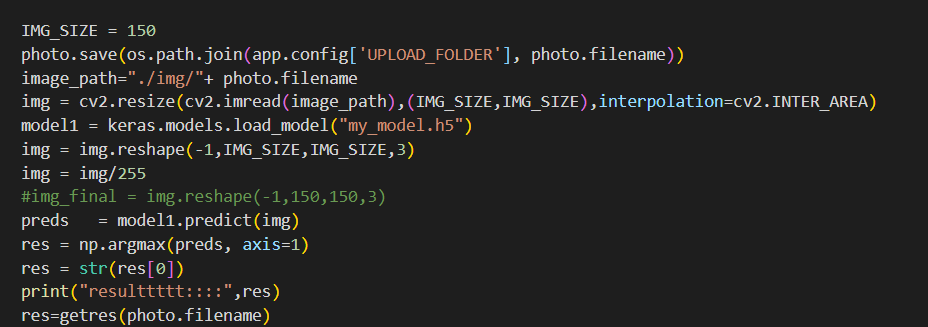 IMG_SIZE = 150
photo.save(os.path.join(app.config['UPLOAD_FOLDER'], photo.filename))
image_path="./img/"+ photo.filename
img = cv2.resize(cv2.imread(image_path),(IMG_SIZE,IMG_SIZE),interpolation=cv2.INTER_AREA)
model1 = keras.models.load_model("my_model.h5")
img = img.reshape(-1,IMG_SIZE,IMG_SIZE,3)
img = img/255
#img_final = img.reshape(-1,150,150,3)
preds   = model1.predict(img)
res = np.argmax(preds, axis=1)
res = str(res[0])
print("resulttttt::::",res)
res=getres(photo.filename)